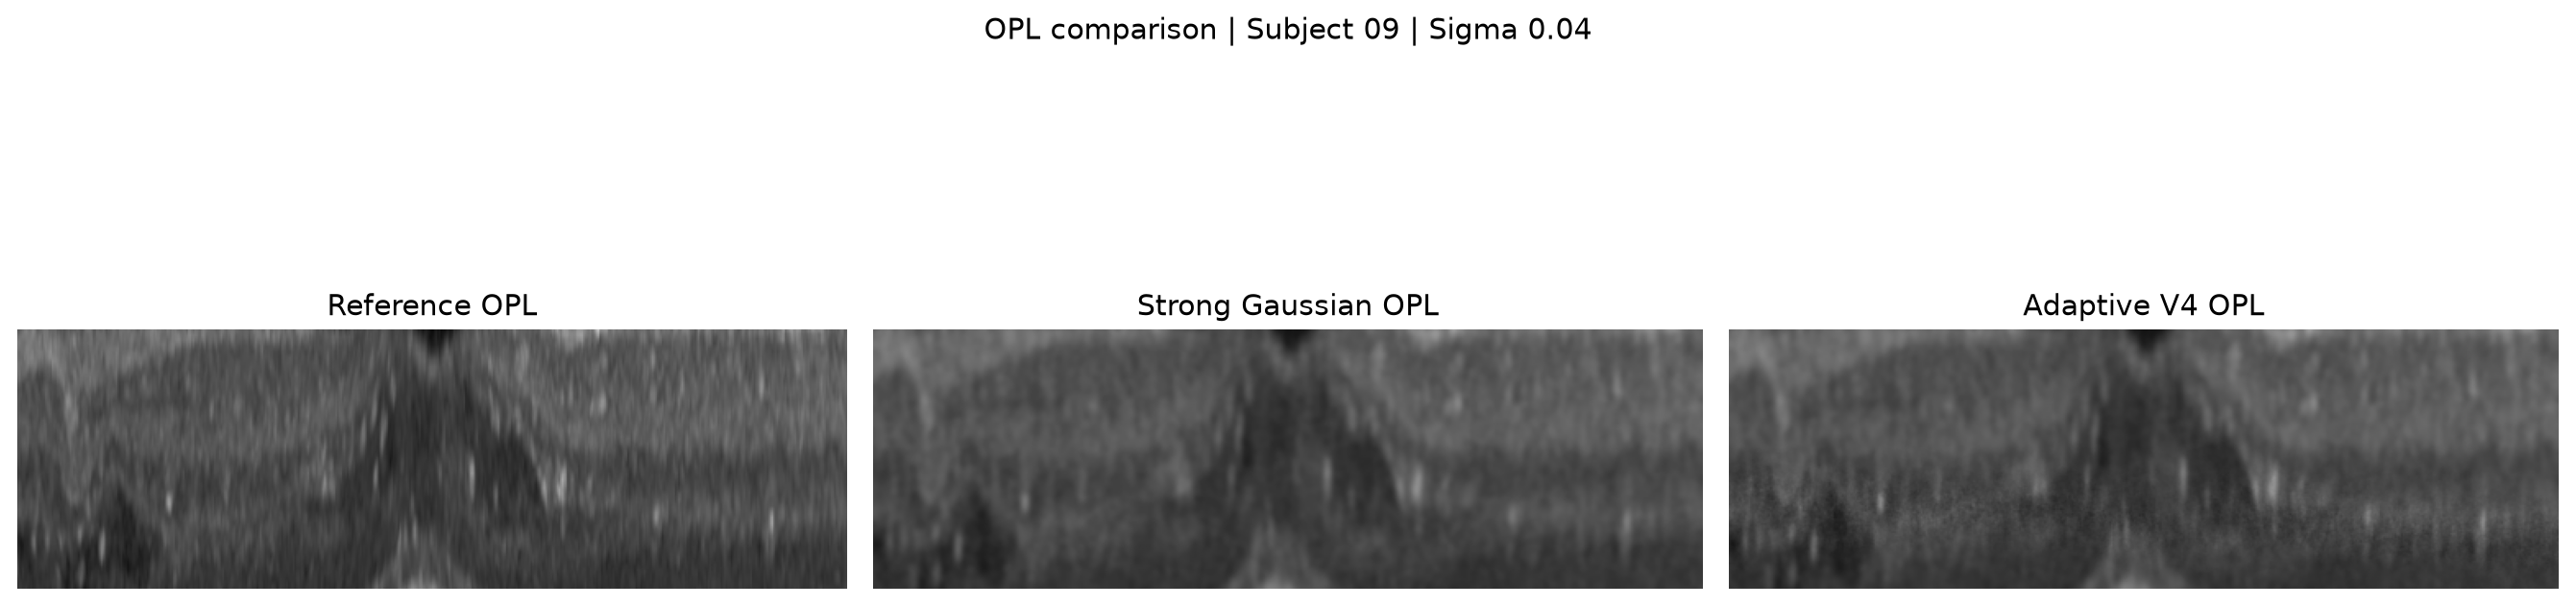 OPL comparison | Subject 09 | Sigma 0.04
Reference OPL
Strong Gaussian OPL
Adaptive V4 OPL